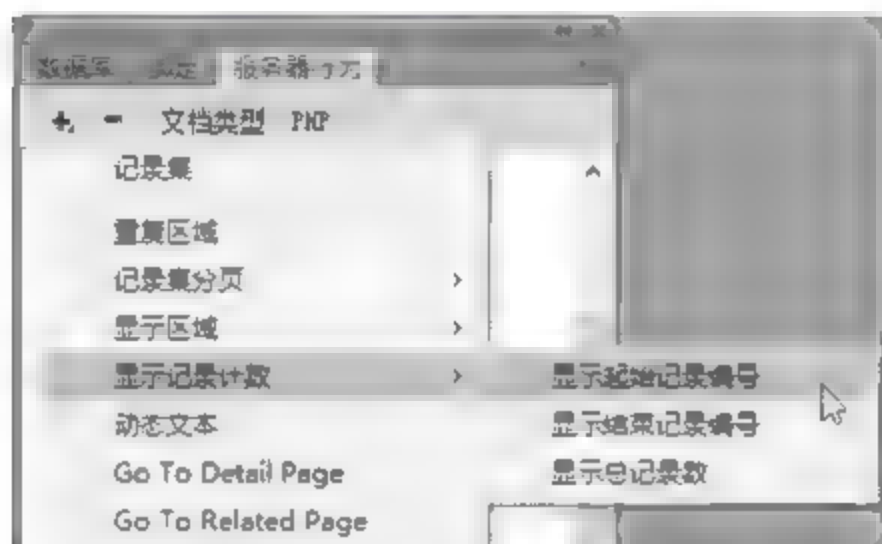 数据库 绑定 服务器行为
文档类型 PHP
记录集
重复区域
记录集分页
显示区域
显示记录计数 显示起始记录编号
动态文本 显示结束记录编号
Go To Detail Page 显示总记录数
Go To Related Page